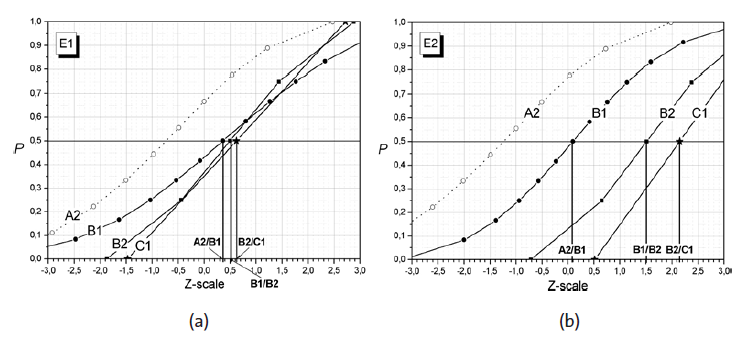 E1
1,0
0,9
0,8
0,7
0,6
0,5
0,4
0,3
0,2
0,1
0,0
P
A2
B1
B2
C1
A2/B1
B2/C1
-3,0 -2,5 -2,0 -1,5 -1,0 -0,5 0,0 0,5 1,0 1,5 2,0 2,5 3,0
Z-scale
B1/B2
(a)
E2
1,0
0,9
0,8
0,7
0,6
0,5
0,4
0,3
0,2
0,1
0,0
P
A2
B1
B2
C1
A2/B1
B1/B2
B2/C1
-3,0 -2,5 -2,0 -1,5 -1,0 -0,5 0,0 0,5 1,0 1,5 2,0 2,5 3,0
Z-scale
(b)